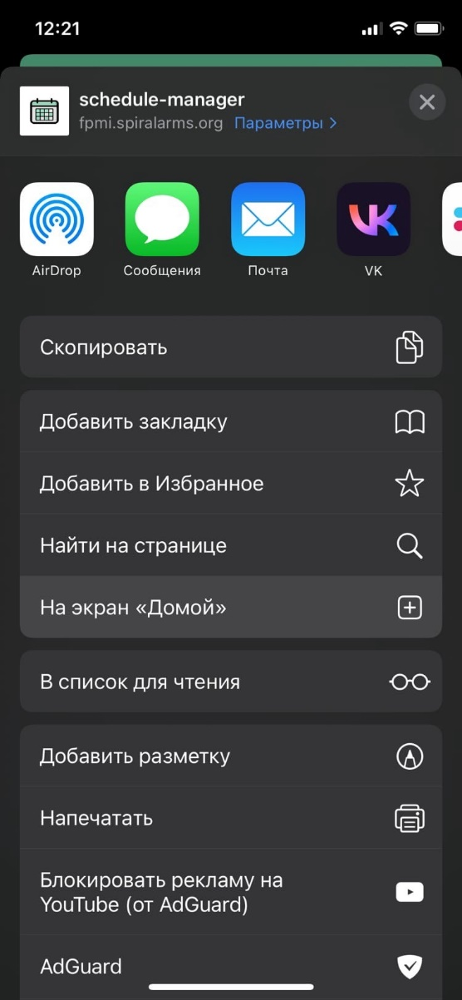 12:21
schedule-manager
fpmi.spiralarms.org Параметры
AirDrop
Сообщения
Почта
VK
Скопировать
Добавить закладку
Добавить в Избранное
Найти на странице
На экран «Домой»
В список для чтения
Добавить разметку
Напечатать
Блокировать рекламу на
YouTube (от AdGuard)
AdGuard